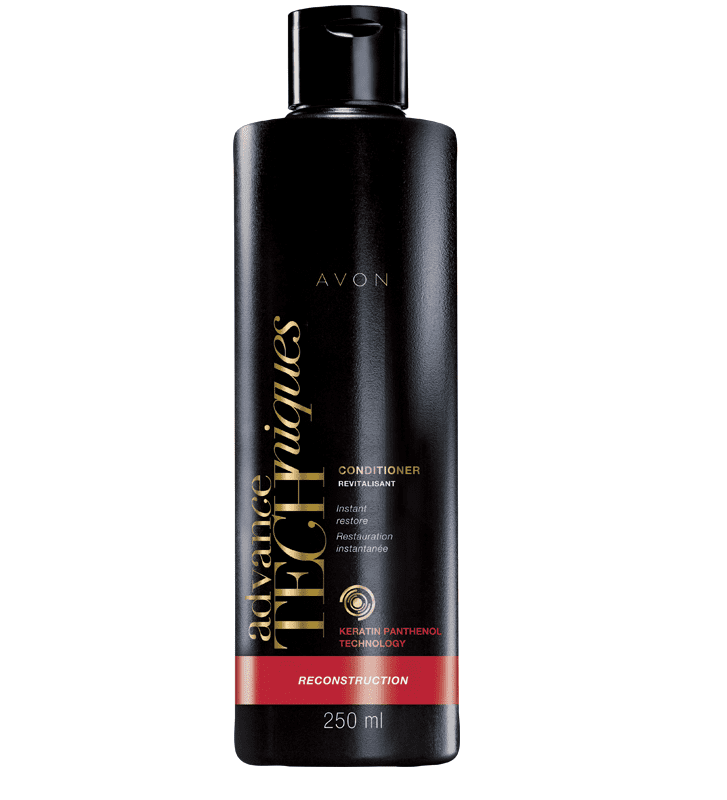 AVON
advance
TECHniques
CONDITIONER
REVITALISANT
Instant
restore
Restauration
instantanée
KERATIN PANTHENOL
TECHNOLOGY
RECONSTRUCTION
250 ml